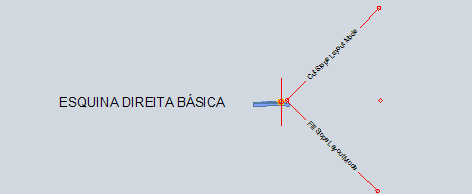 Cut Slope Layout Mode
ESQUINA DIREITA BÁSICA
Fill Slope Layout Mode